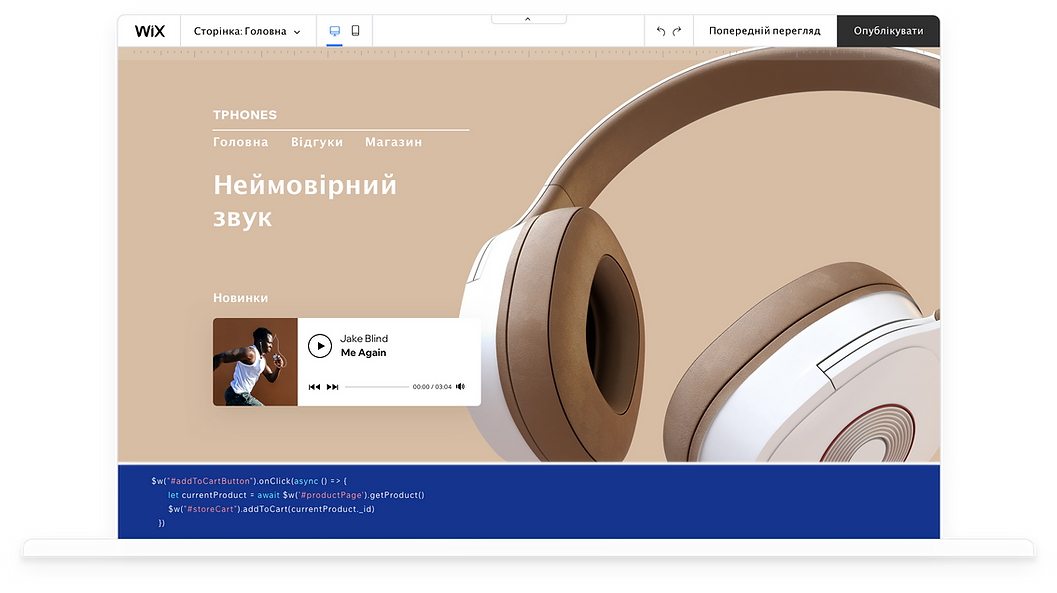 WiX
Сторінка: Головна
Попередній перегляд
Опублікувати
TPHONES
Головна Відгуки Магазин
Неймовірний
звук
Новинки
Jake Blind
Me Again
00:00 / 03:04
$w("#addToCartButton").onClick(async () => {
let currentProduct = await $w('#productPage').getProduct()
$w("#storeCart").addToCart(currentProduct._id)
})